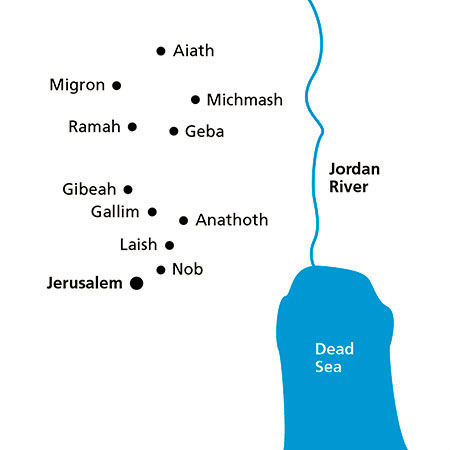 Aiath
Migron
Michmash
Ramah
Geba
Jordan
River
Gibeah
Gallim
Anathoth
Laish
Nob
Jerusalem
Dead
Sea